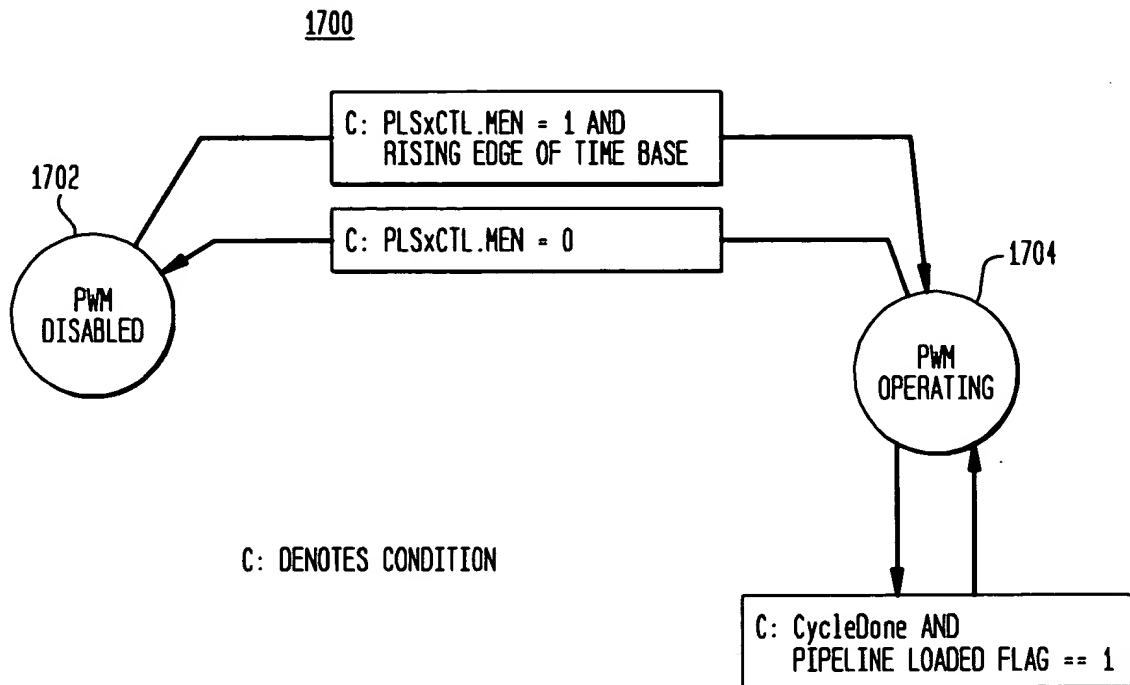 1700
C: PLSxCTL.MEN = 1 AND
RISING EDGE OF TIME BASE
1702
C: PLSxCTL.MEN = 0
1704
PWM
DISABLED
PWM
OPERATING
C: DENOTES CONDITION
C: CycleDone AND
PIPELINE LOADED FLAG == 1